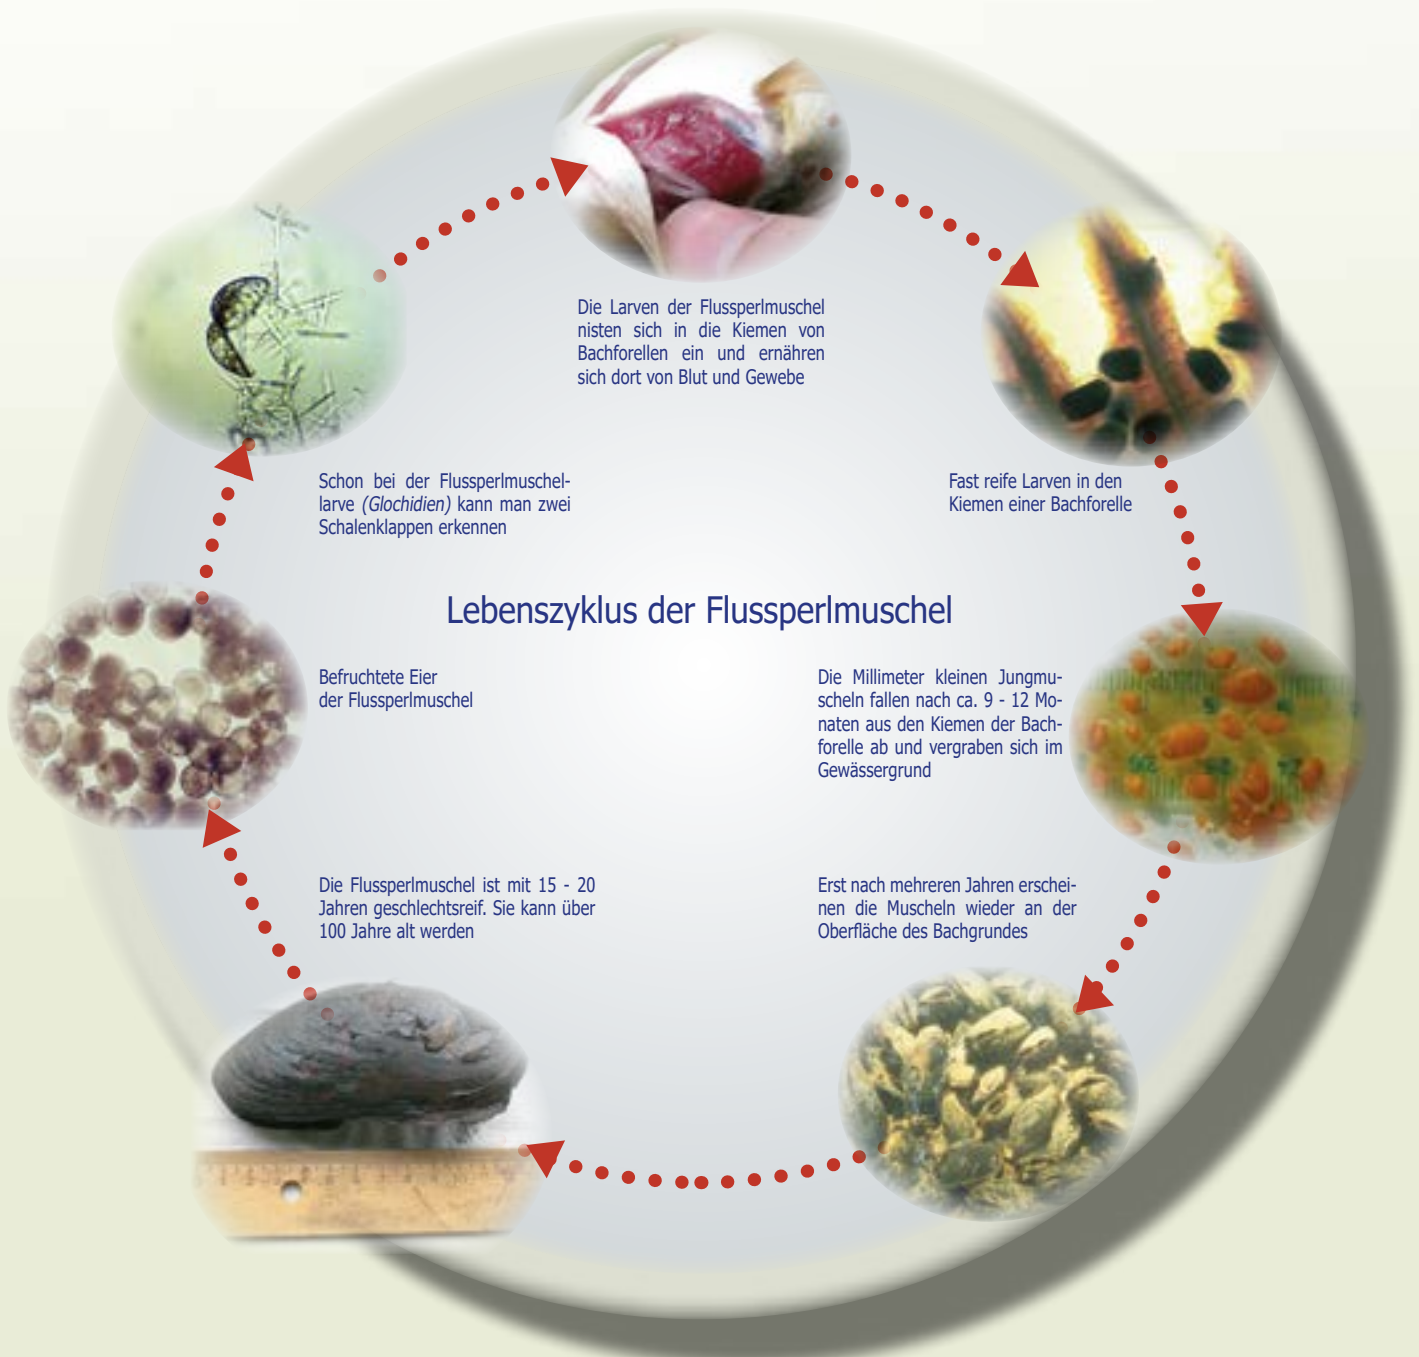 Die Larven der Flussperlmuschel
nisten sich in die Kiemen von
Bachforellen ein und ernähren
sich dort von Blut und Gewebe
Schon bei der Flussperlmuschel-
larve (Glochidien) kann man zwei
Schalenklappen erkennen
Fast reife Larven in den
Kiemen einer Bachforelle
Lebenszyklus der Flussperlmuschel
Befruchtete Eier
der Flussperlmuschel
Die Millimeter kleinen Jungmu-
scheln fallen nach ca. 9 - 12 Mo-
naten aus den Kiemen der Bach-
forelle ab und vergraben sich im
Gewässergrund
Die Flussperlmuschel ist mit 15 - 20
Jahren geschlechtsreif. Sie kann über
100 Jahre alt werden
Erst nach mehreren Jahren erschei-
nen die Muscheln wieder an der
Oberfläche des Bachgrundes